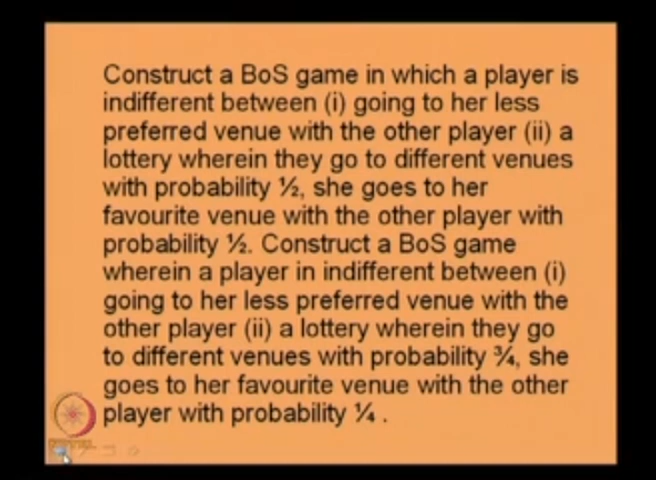 Construct a BoS game in which a player is
indifferent between (i) going to her less
preferred venue with the other player (ii) a
lottery wherein they go to different venues
with probability ½, she goes to her
favourite venue with the other player with
probability ½. Construct a BoS game
wherein a player in indifferent between (i)
going to her less preferred venue with the
other player (ii) a lottery wherein they go
to different venues with probability ¾, she
goes to her favourite venue with the other
player with probability ¼ .